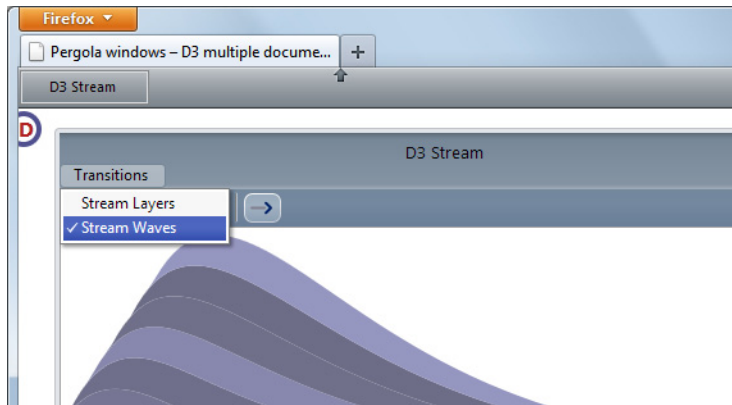 Firefox
Pergola windows – D3 multiple docume...
D3 Stream
D
D3 Stream
Transitions
Stream Layers
✓ Stream Waves